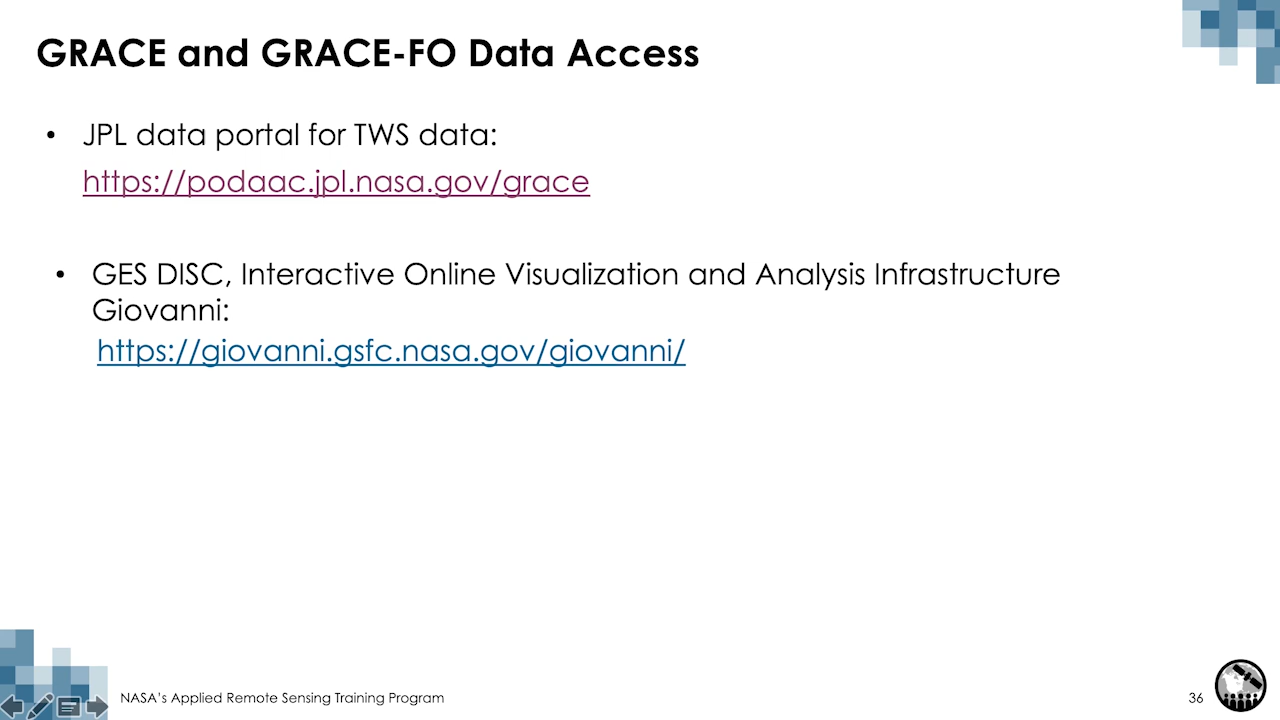 GRACE and GRACE-FO Data Access
• JPL data portal for TWS data:
https://podaac.jpl.nasa.gov/grace
• GES DISC, Interactive Online Visualization and Analysis Infrastructure
Giovanni:
https://giovanni.gsfc.nasa.gov/giovanni/
NASA's Applied Remote Sensing Training Program
36